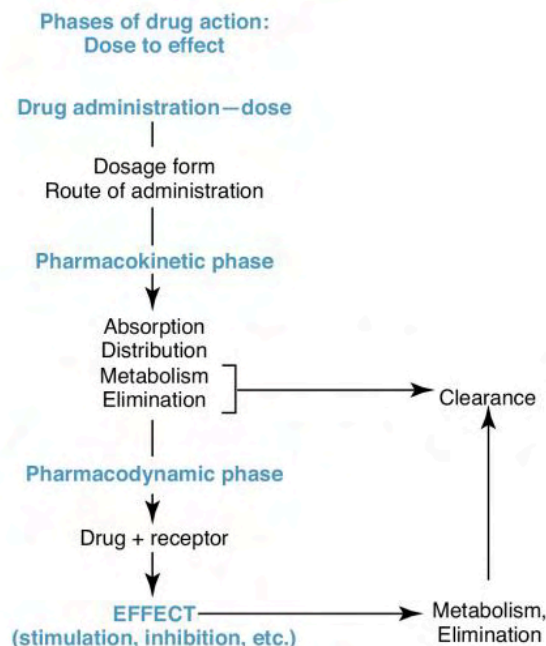 Phases of drug action:
Dose to effect
Drug administration—dose
Dosage form
Route of administration
Pharmacokinetic phase
Absorption
Distribution
Metabolism
Elimination
Clearance
Pharmacodynamic phase
Drug + receptor
EFFECT
(stimulation, inhibition, etc.)
Metabolism,
Elimination